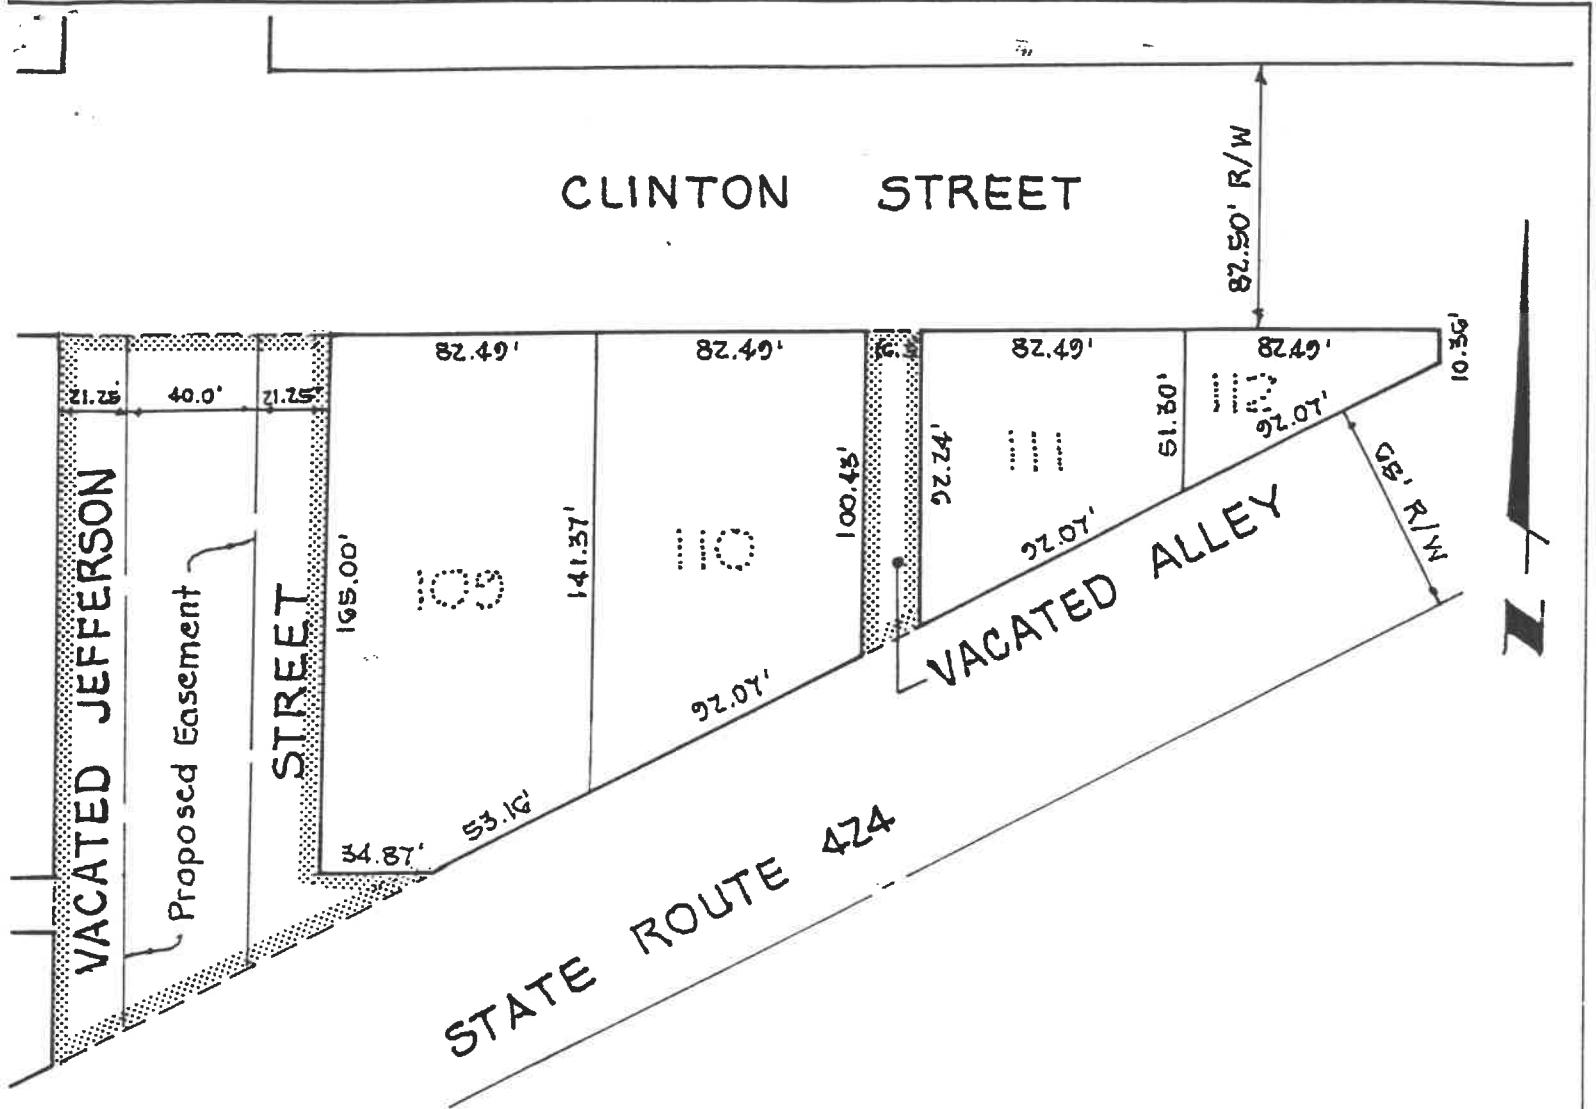 CLINTON STREET
82.50' R/W
82.49'
82.49'
82.49'
82.49'
10.36'
21.25'
40.0'
21.25'
165.00'
109
141.37'
110
100.43'
92.24'
111
51.30'
112
92.07'
92.07'
92.07'
53.16'
34.87'
68' R/W
VACATED JEFFERSON
STREET
Proposed Easement
VACATED ALLEY
STATE ROUTE 424
N